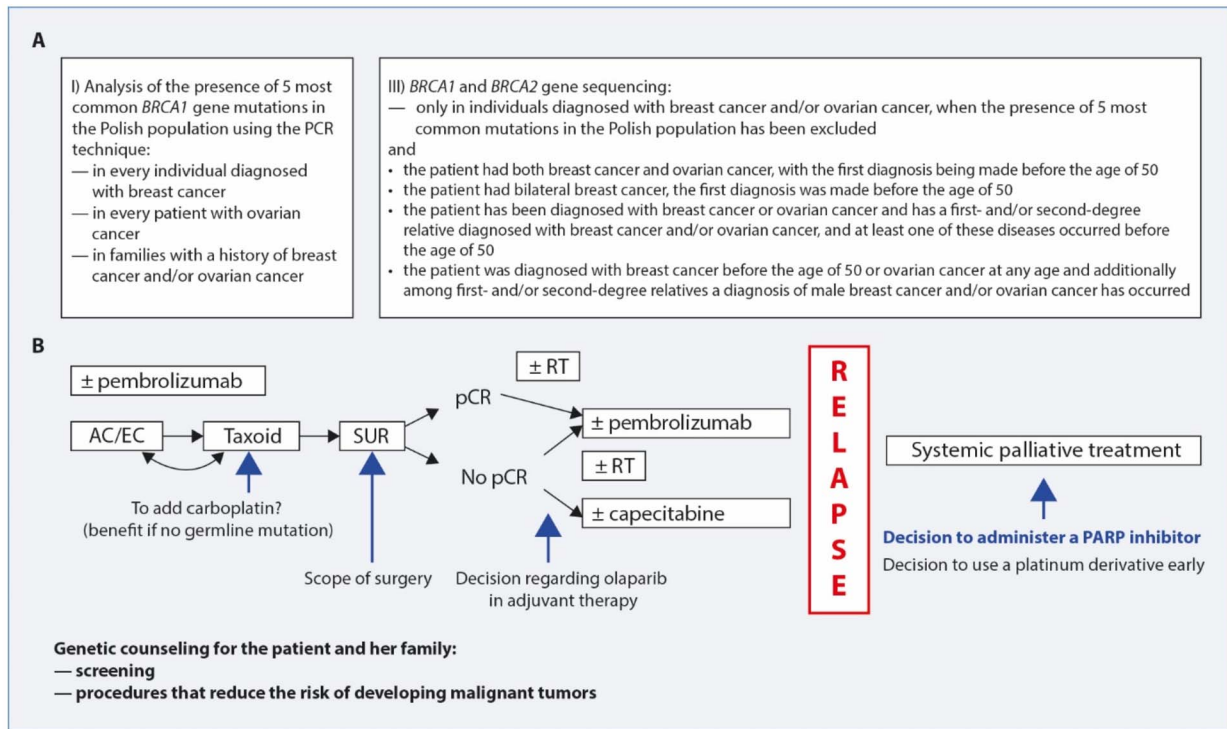 A
I) Analysis of the presence of 5 most
common BRCA1 gene mutations in
the Polish population using the PCR
technique:
— in every individual diagnosed
with breast cancer
— in every patient with ovarian
cancer
— in families with a history of breast
cancer and/or ovarian cancer
III) BRCA1 and BRCA2 gene sequencing:
— only in individuals diagnosed with breast cancer and/or ovarian cancer, when the presence of 5 most
common mutations in the Polish population has been excluded
and
• the patient had both breast cancer and ovarian cancer, with the first diagnosis being made before the age of 50
• the patient had bilateral breast cancer, the first diagnosis was made before the age of 50
• the patient has been diagnosed with breast cancer or ovarian cancer and has a first- and/or second-degree
relative diagnosed with breast cancer and/or ovarian cancer, and at least one of these diseases occurred before
the age of 50
• the patient was diagnosed with breast cancer before the age of 50 or ovarian cancer at any age and additionally
among first- and/or second-degree relatives a diagnosis of male breast cancer and/or ovarian cancer has occurred
B
± pembrolizumab
AC/EC
Taxoid
SUR
pCR
No pCR
± RT
± pembrolizumab
± RT
± capecitabine
To add carboplatin?
(benefit if no germline mutation)
Scope of surgery
Decision regarding olaparib
in adjuvant therapy
R
E
L
A
P
S
E
Systemic palliative treatment
Decision to administer a PARP inhibitor
Decision to use a platinum derivative early
Genetic counseling for the patient and her family:
— screening
— procedures that reduce the risk of developing malignant tumors